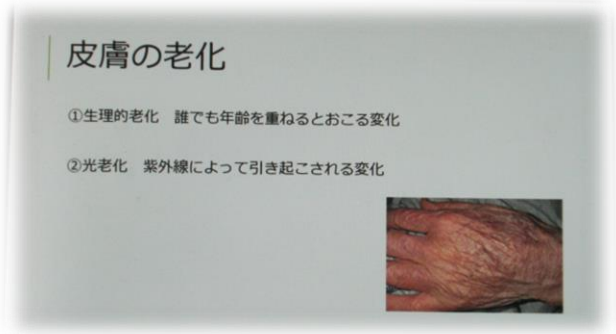 皮膚の老化
①生理的老化　誰でも年齢を重ねるとおこる変化
②光老化　紫外線によって引き起こされる変化